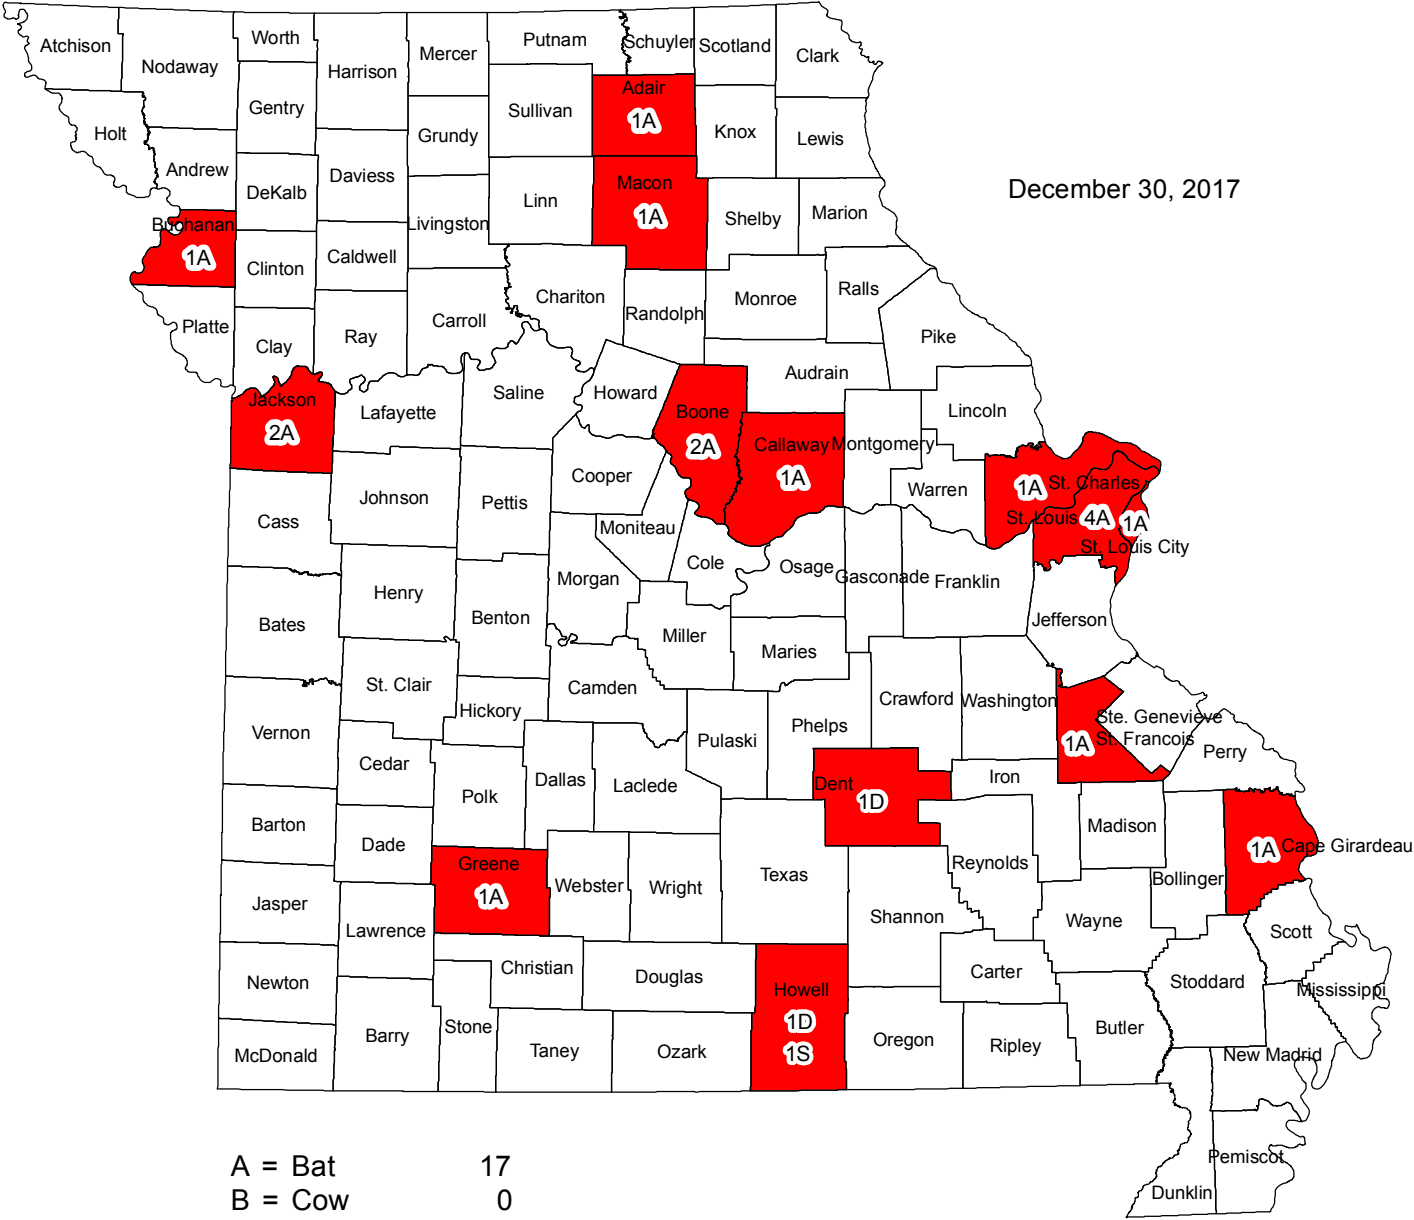 Atchison
Nodaway
Worth
Harrison
Mercer
Putnam
Schuyler
Scotland
Clark
Gentry
Sullivan
Adair
1A
Knox
Lewis
Holt
Andrew
DeKalb
Daviess
Grundy
Linn
Macon
1A
Shelby
Marion
December 30, 2017
Buchanan
1A
Clinton
Caldwell
Livingston
Chariton
Randolph
Monroe
Ralls
Pike
Platte
Clay
Ray
Carroll
Audrain
Jackson
2A
Lafayette
Saline
Howard
Boone
2A
Callaway
1A
Montgomery
Lincoln
Warren
1A
St. Charles
St. Louis
4A
1A
St. Louis City
Cass
Johnson
Pettis
Cooper
Moniteau
Cole
Osage
Gasconade
Franklin
Jefferson
Bates
Henry
Benton
Morgan
Miller
Maries
St. Clair
Hickory
Camden
Pulaski
Phelps
Crawford
Washington
Ste. Genevieve
St. Francois
1A
Perry
Vernon
Cedar
Polk
Dallas
Laclede
Dent
1D
Iron
Madison
Barton
Dade
Greene
1A
Webster
Wright
Texas
Reynolds
Bollinger
1A
Cape Girardeau
Jasper
Lawrence
Christian
Douglas
Shannon
Wayne
Scott
Newton
Howell
1D
1S
Carter
Stoddard
Mississippi
McDonald
Barry
Stone
Taney
Ozark
Oregon
Ripley
Butler
New Madrid
Pemiscot
Dunklin
A = Bat 17
B = Cow 0